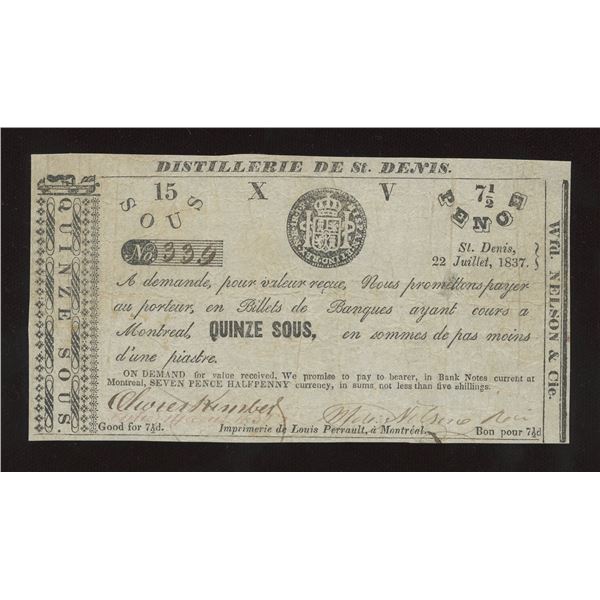 DISTILLERIE DE St. DENIS.
15 X V 7½
SOUS
PENCE
No. 339
St. Denis,
22 Juillet, 1837.
A demande, pour valeur reçue, Nous promettons payer
au porteur, en Billets de Banques ayant cours a
Montreal, QUINZE SOUS, en sommes de pas moins
d'une piastre.
ON DEMAND for value received. We promise to pay to bearer, in Bank Notes current at
Montreal, SEVEN PENCE HALFPENNY currency, in sums not less than five shillings.
Good for 7½d.
Imprimerie de Louis Perrault, à Montréal.
Bon pour 7½d
QUINZE SOUS.
Wfd. NELSON & Cie.